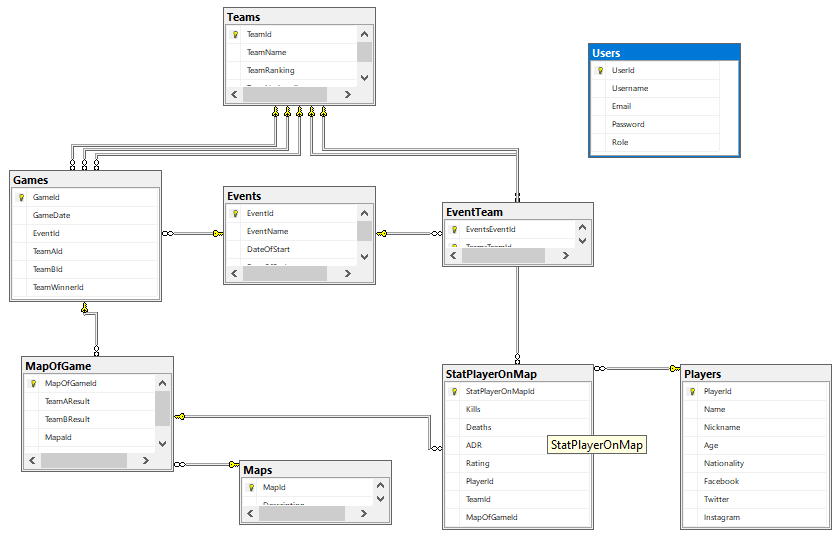 Teams
TeamId
TeamName
TeamRanking
Users
UserId
Username
Email
Password
Role
Games
GameId
GameDate
EventId
TeamAId
TeamBId
TeamWinnerId
Events
EventId
EventName
DateOfStart
EventTeam
EventsEventId
MapOfGame
MapOfGameId
TeamAResult
TeamBResult
MapaId
Maps
MapId
StatPlayerOnMap
StatPlayerOnMapId
Kills
Deaths
ADR
Rating
PlayerId
TeamId
MapOfGameId
StatPlayerOnMap
Players
PlayerId
Name
Nickname
Age
Nationality
Facebook
Twitter
Instagram